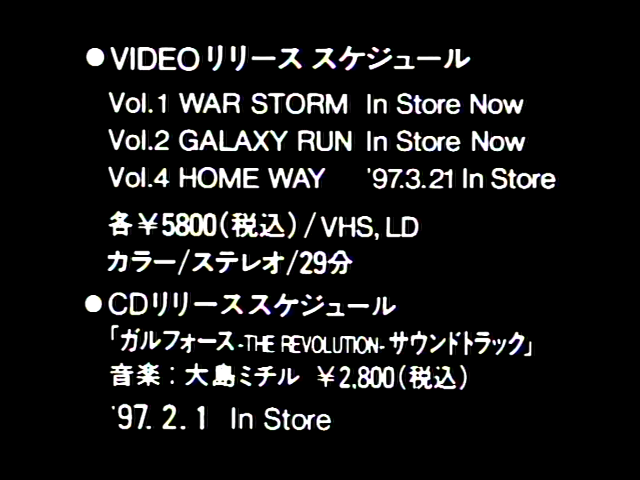 ●VIDEOリリース スケジュール
Vol.1 WAR STORM In Store Now
Vol.2 GALAXY RUN In Store Now
Vol.4 HOME WAY '97.3.21 In Store
各￥5800(税込)/VHS, LD
カラー/ステレオ/29分
●CDリリーススケジュール
「ガルフォース-THE REVOLUTION-サウンドトラック」
音楽：大島ミチル ￥2,800(税込)
'97.2.1 In Store